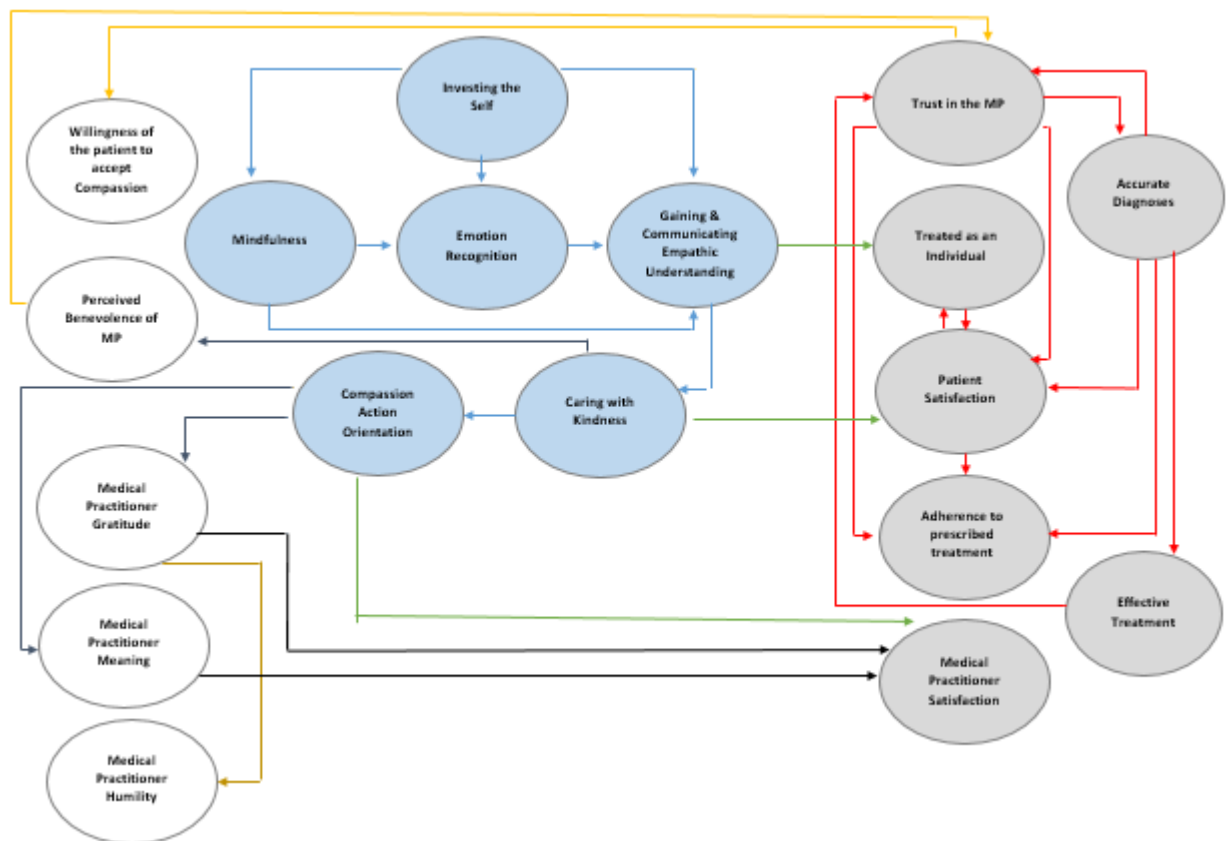 Investing the
Self
Trust in the MP
Willingness of
the patient to
accept
Compassion
Accurate
Diagnoses
Mindfulness
Emotion
Recognition
Gaining &
Communicating
Empathic
Understanding
Treated as an
Individual
Perceived
Benevolence of
MP
Compassion
Action
Orientation
Caring with
Kindness
Patient
Satisfaction
Medical
Practitioner
Gratitude
Adherence to
prescribed
treatment
Effective
Treatment
Medical
Practitioner
Meaning
Medical
Practitioner
Satisfaction
Medical
Practitioner
Humility